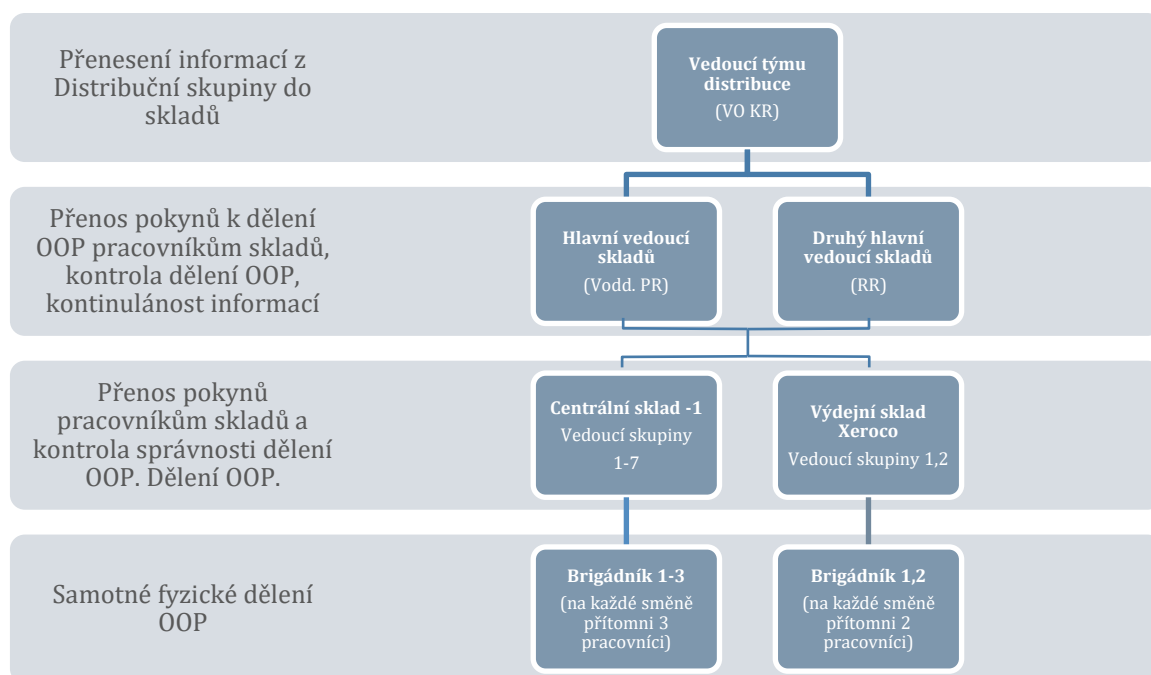 Přenesení informací z
Distribuční skupiny do
skladů
Vedoucí týmu
distribuce
(VO KR)
Přenos pokynů k dělení
OOP pracovníkům skladů,
kontrola dělení OOP,
kontinulánost informací
Hlavní vedoucí
skladů
(Vodd. PR)
Druhý hlavní
vedoucí skladů
(RR)
Přenos pokynů
pracovníkům skladů a
kontrola správnosti dělení
OOP. Dělení OOP.
Centrální sklad -1
Vedoucí skupiny
1-7
Výdejní sklad
Xeroco
Vedoucí skupiny 1,2
Samotné fyzické dělení
OOP
Brigádník 1-3
(na každé směně
přítomni 3
pracovníci)
Brigádník 1,2
(na každé směně
přítomni 2
pracovníci)